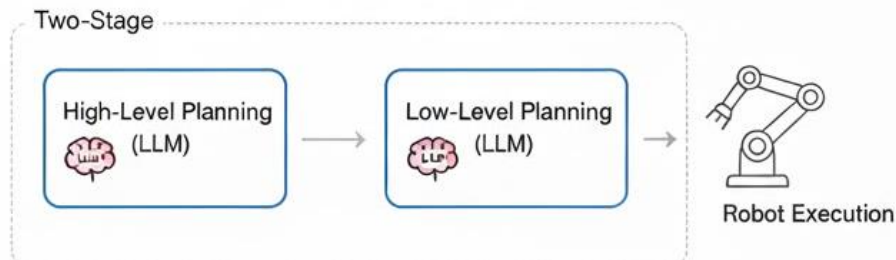 Two-Stage
High-Level Planning
(LLM)
Low-Level Planning
(LLM)
Robot Execution